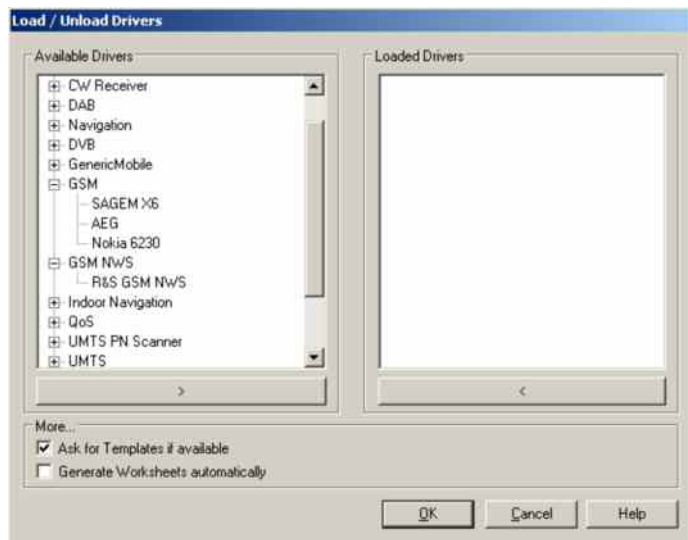 Load / Unload Drivers
Available Drivers
CW Receiver
DAB
Navigation
DVB
GenericMobile
GSM
SAGEM X6
AEG
Nokia 6230
GSM NWS
R&S GSM NWS
Indoor Navigation
QoS
UMTS PN Scanner
UMTS
>
Loaded Drivers
<
More...
Ask for Templates if available
Generate Worksheets automatically
OK
Cancel
Help